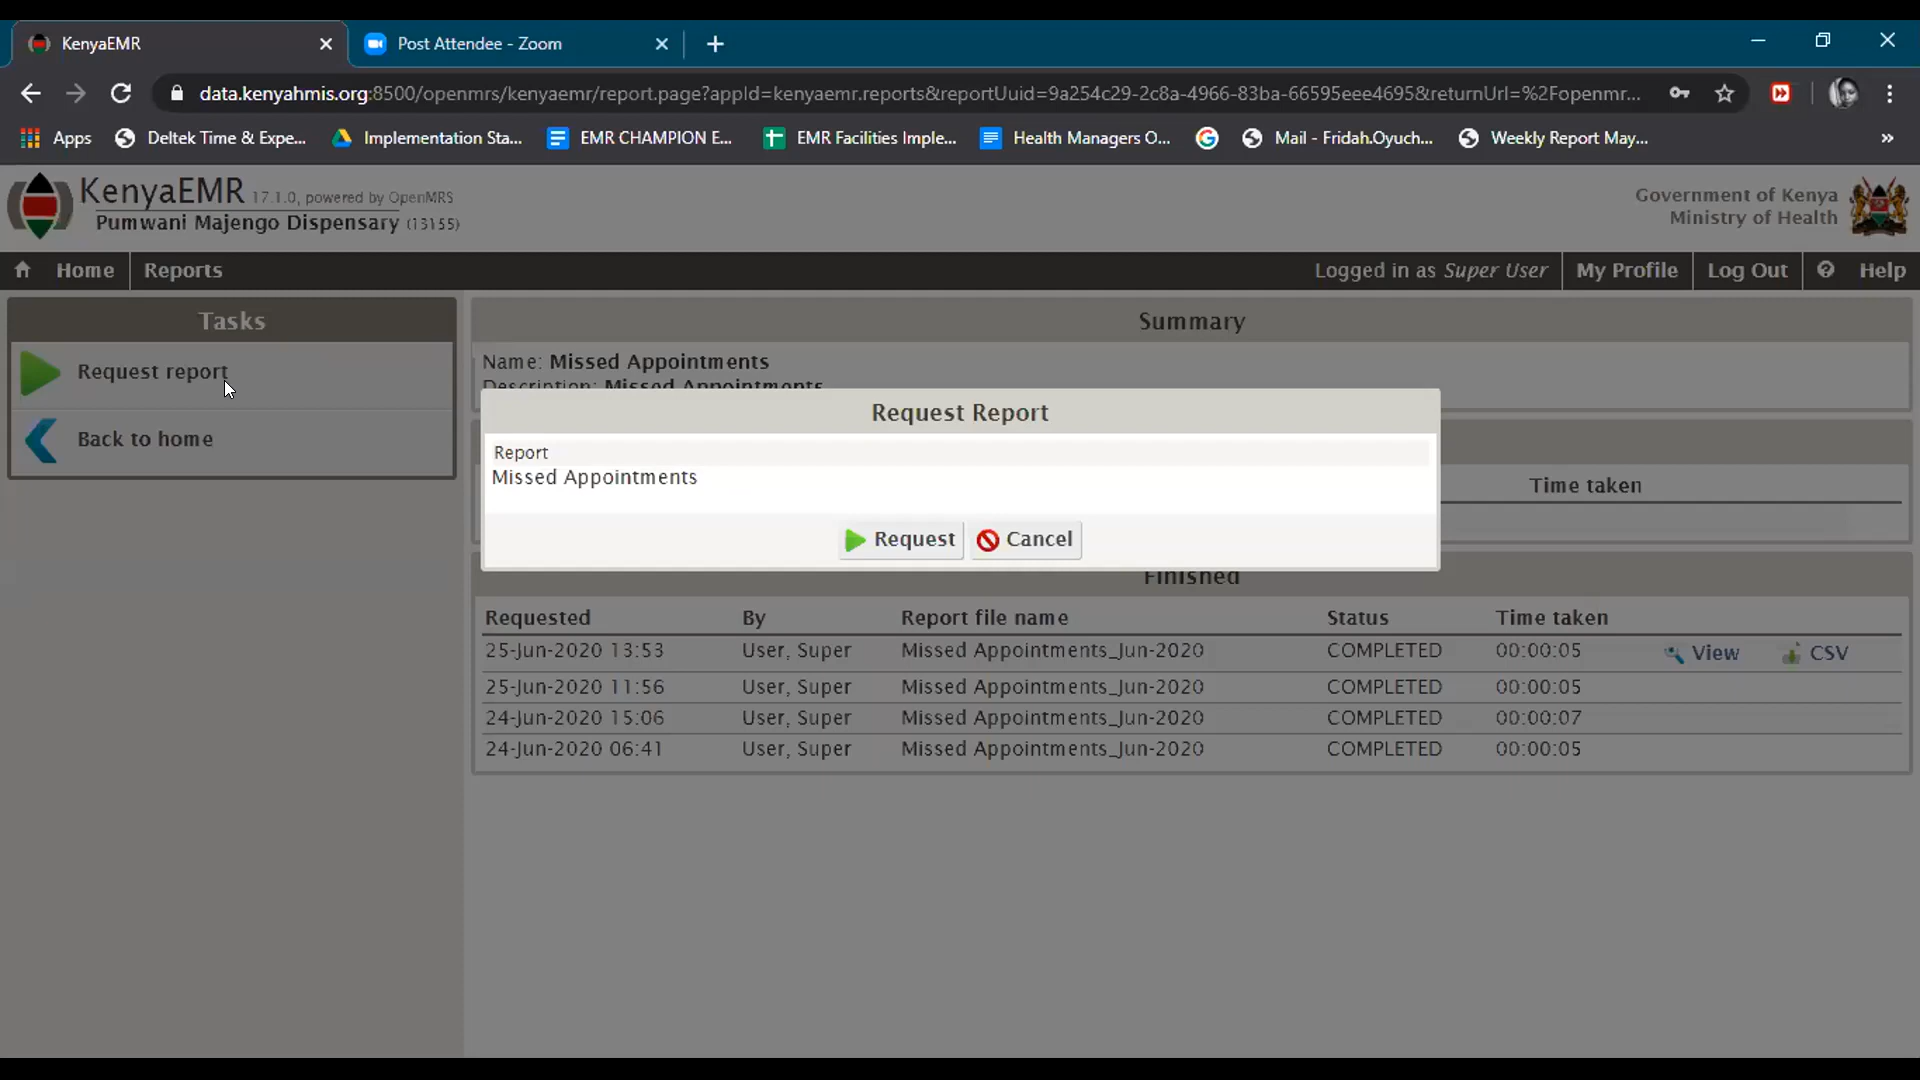 KenyaEMR
Post Attendee - Zoom
data.kenyahmis.org:8500/openmrs/kenyaemr/report.page?appId=kenyaemr.reports&reportUuid=9a254c29-2c8a-4966-83ba-66595eee4695&returnUrl=%2Fopenmr...
Apps Deltek Time & Expe... Implementation Sta... EMR CHAMPION E... EMR Facilities Imple... Health Managers O... Mail - Fridah.Oyuch... Weekly Report May... »
KenyaEMR 17.1.0, powered by OpenMRS
Pumwani Majengo Dispensary (13155)
Government of Kenya
Ministry of Health
Home Reports Logged in as Super User My Profile Log Out Help
Tasks
Request report
Back to home
Summary
Name: Missed Appointments
Description: Missed Appointments
Request Report
Report
Missed Appointments
Request Cancel
Time taken
Finished
Requested By Report file name Status Time taken
25-Jun-2020 13:53 User, Super Missed Appointments_Jun-2020 COMPLETED 00:00:05 View CSV
25-Jun-2020 11:56 User, Super Missed Appointments_Jun-2020 COMPLETED 00:00:05
24-Jun-2020 15:06 User, Super Missed Appointments_Jun-2020 COMPLETED 00:00:07
24-Jun-2020 06:41 User, Super Missed Appointments_Jun-2020 COMPLETED 00:00:05